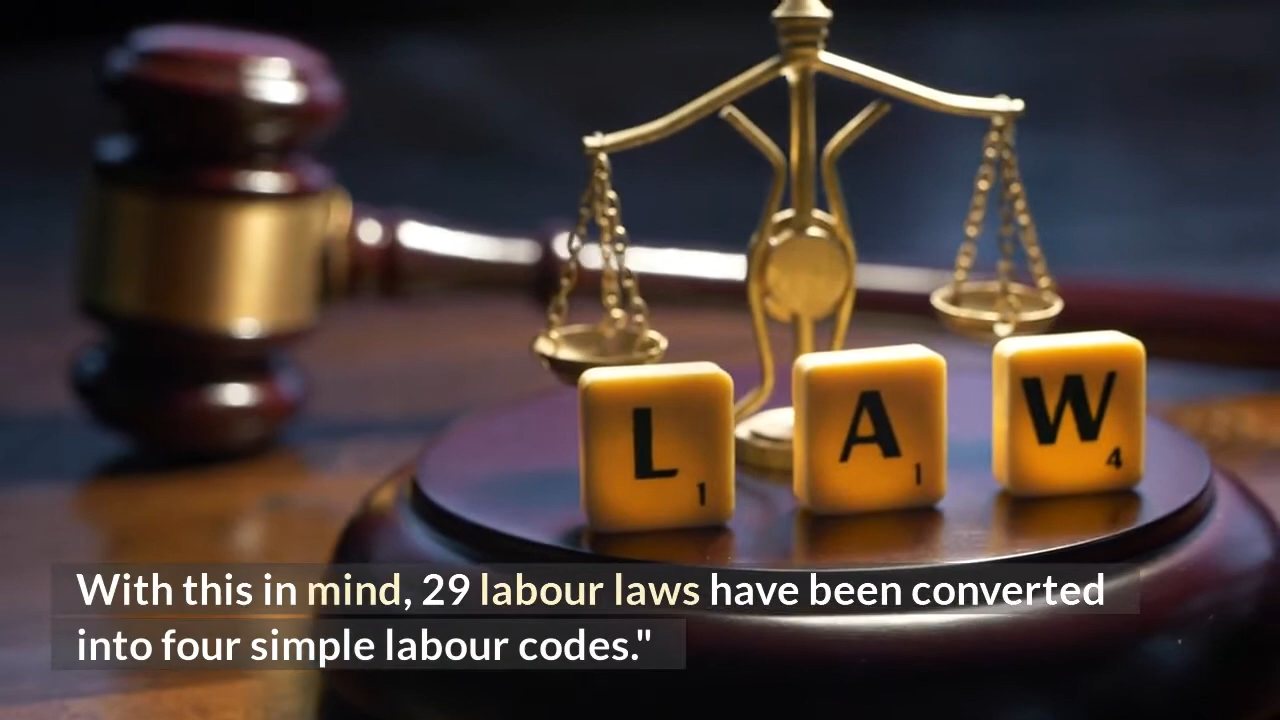 L A W
1 1 4
With this in mind, 29 labour laws have been converted
into four simple labour codes."